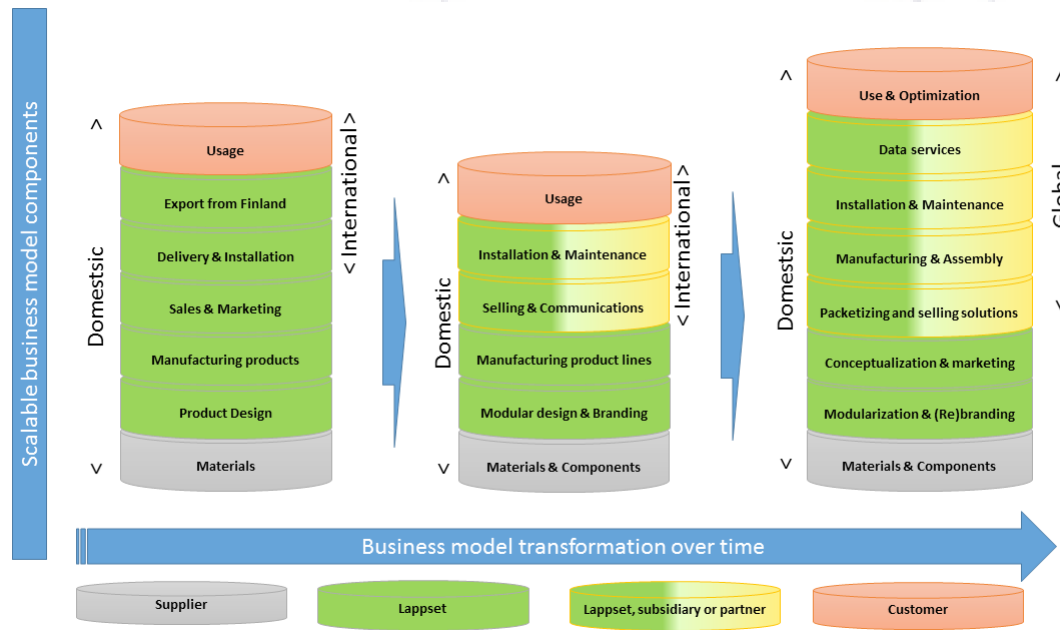 Scalable business model components
Domestsic
< International >
Usage
Export from Finland
Delivery & Installation
Sales & Marketing
Manufacturing products
Product Design
Materials
Domestic
< International >
Usage
Installation & Maintenance
Selling & Communications
Manufacturing product lines
Modular design & Branding
Materials & Components
Domestsic
Global
Use & Optimization
Data services
Installation & Maintenance
Manufacturing & Assembly
Packetizing and selling solutions
Conceptualization & marketing
Modularization & (Re)branding
Materials & Components
Business model transformation over time
Supplier
Lappset
Lappset, subsidiary or partner
Customer